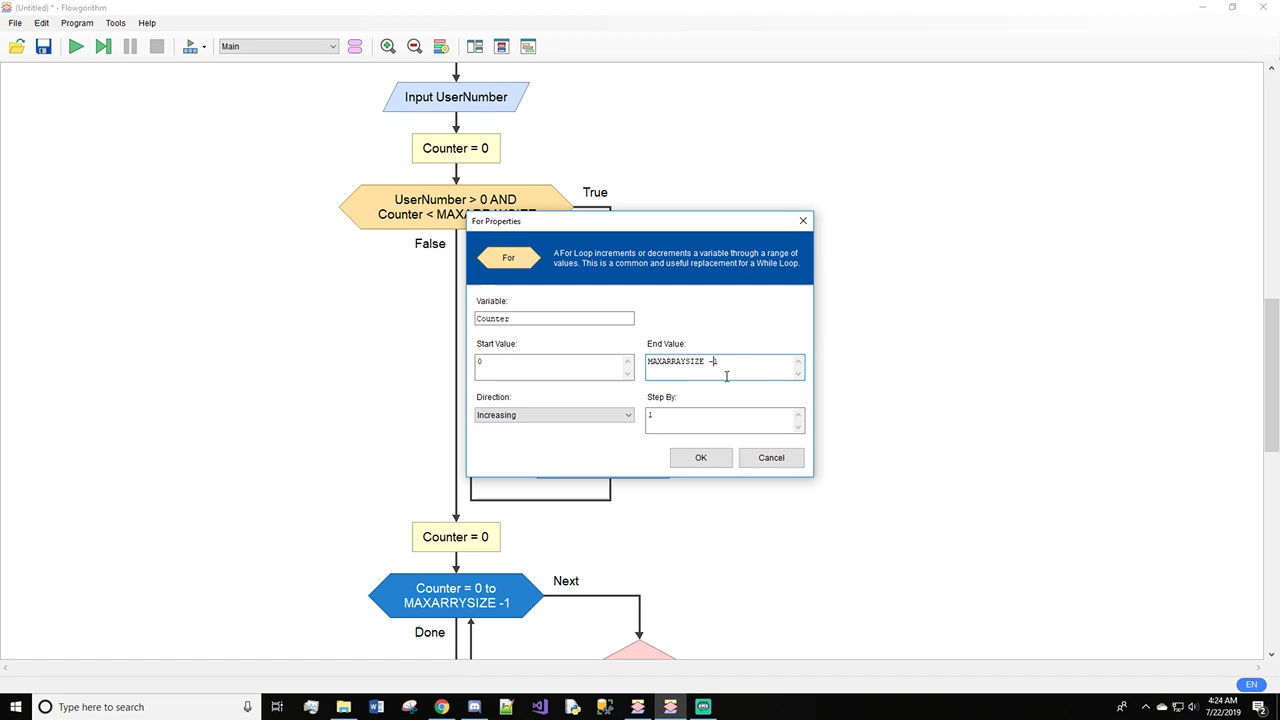 (Untitled) * - Flowgorithm
File Edit Program Tools Help
Main
Input UserNumber
Counter = 0
UserNumber > 0 AND
Counter < MAXARRAYSIZE
True
False
For Properties
For
A For Loop increments or decrements a variable through a range of
values. This is a common and useful replacement for a While Loop.
Variable:
Counter
Start Value:
End Value:
0
MAXARRAYSIZE -1
Direction:
Step By:
Increasing
1
OK
Cancel
Counter = 0
Counter = 0 to
MAXARRYSIZE -1
Next
Done
EN
Type here to search
4:24 AM
7/22/2019
2